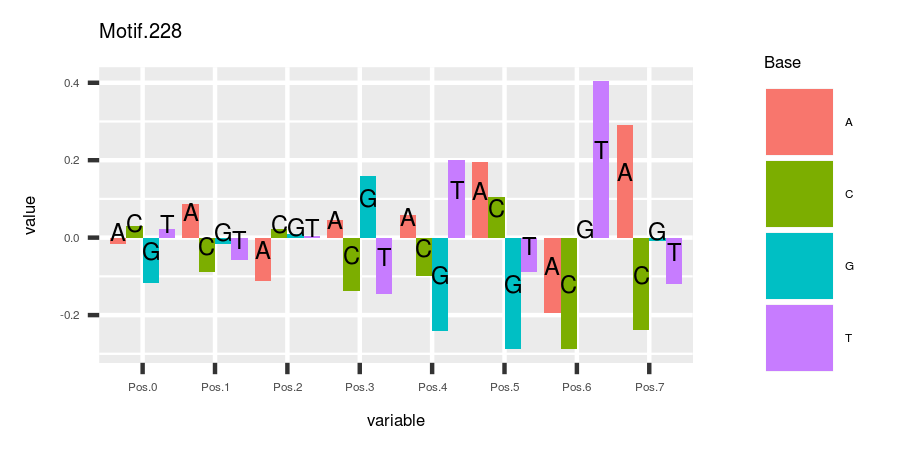 Motif.228
Base
0.4
0.2
0.0
-0.2
value
A C G T A C G T A C G T A C G T A C G T A C G T A C G T A C G T
A
C
G
T
Pos.0 Pos.1 Pos.2 Pos.3 Pos.4 Pos.5 Pos.6 Pos.7
variable